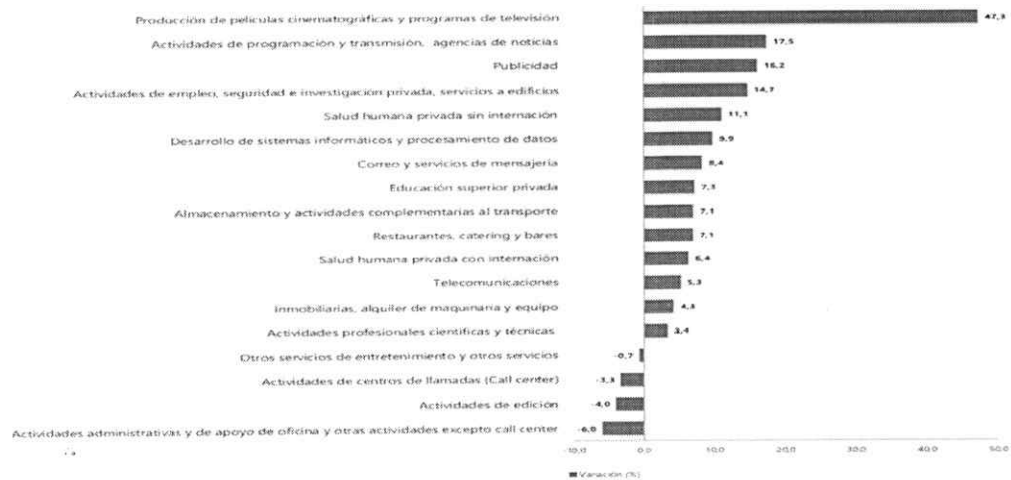 Producción de películas cinematográficas y programas de televisión 47,3
Actividades de programación y transmisión, agencias de noticias 17,5
Publicidad 16,2
Actividades de empleo, seguridad e investigación privada, servicios a edificios 14,7
Salud humana privada sin internación 11,1
Desarrollo de sistemas informáticos y procesamiento de datos 9,9
Correo y servicios de mensajería 8,4
Educación superior privada 7,3
Almacenamiento y actividades complementarias al transporte 7,1
Restaurantes, catering y bares 7,1
Salud humana privada con internación 6,4
Telecomunicaciones 5,3
Inmobiliarias, alquiler de maquinaria y equipo 4,3
Actividades profesionales científicas y técnicas 3,4
Otros servicios de entretenimiento y otros servicios -0,7
Actividades de centros de llamadas (Call center) -3,3
Actividades de edición -4,0
Actividades administrativas y de apoyo de oficina y otras actividades excepto call center -6,0
-10,0 0,0 10,0 20,0 30,0 40,0 50,0
Variación (%)